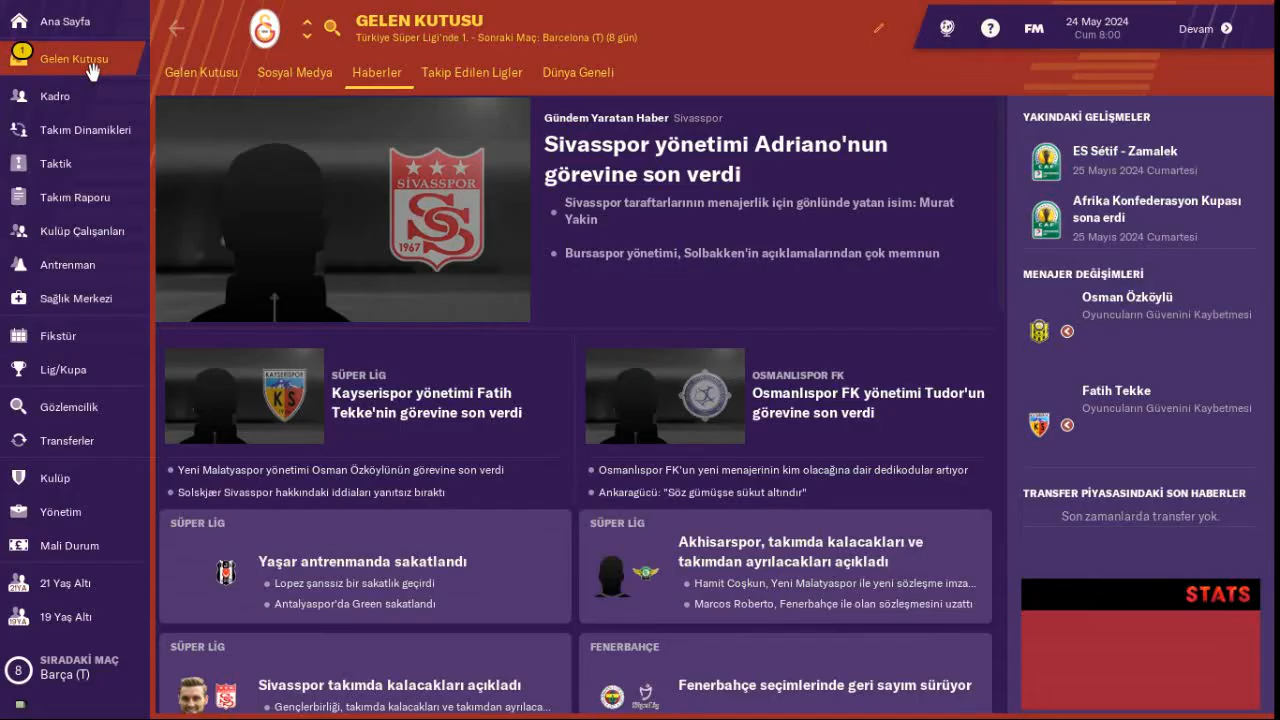 Ana Sayfa
1
Gelen Kutusu
Kadro
Takım Dinamikleri
Taktik
Takım Raporu
Kulüp Çalışanları
Antrenman
Sağlık Merkezi
Fikstür
Lig/Kupa
Gözlemcilik
Transferler
Kulüp
Yönetim
Mali Durum
21YA
21 Yaş Altı
19YA
19 Yaş Altı
8
SIRADAKİ MAÇ
Barça (T)
GELEN KUTUSU
Türkiye Süper Ligi'nde 1. - Sonraki Maç: Barcelona (T) (8 gün)
?
FM
24 May 2024
Cum 8:00
Devam
Gelen Kutusu
Sosyal Medya
Haberler
Takip Edilen Ligler
Dünya Geneli
SİVASSPOR
1967
Gündem Yaratan Haber Sivasspor
Sivasspor yönetimi Adriano'nun
görevine son verdi
Sivasspor taraftarlarının menajerlik için gönlünde yatan isim: Murat
Yakin
Bursaspor yönetimi, Solbakken'in açıklamalarından çok memnun
KAYSERİSPOR
KS
SÜPER LİG
Kayserispor yönetimi Fatih
Tekke'nin görevine son verdi
Yeni Malatyaspor yönetimi Osman Özköylünün görevine son verdi
Solskjær Sivasspor hakkındaki iddiaları yanıtsız bıraktı
OSMANLISPOR FK
Osmanlıspor FK yönetimi Tudor'un
görevine son verdi
Osmanlıspor FK'un yeni menajerinin kim olacağına dair dedikodular artıyor
Ankaragücü: "Söz gümüşse sükut altındır"
SÜPER LİG
Yaşar antrenmanda sakatlandı
Lopez şanssız bir sakatlık geçirdi
Antalyaspor'da Green sakatlandı
SÜPER LİG
Akhisarspor, takımda kalacakları ve
takımdan ayrılacakları açıkladı
Hamit Coşkun, Yeni Malatyaspor ile yeni sözleşme imza...
Marcos Roberto, Fenerbahçe ile olan sözleşmesini uzattı
SÜPER LİG
Sivasspor takımda kalacakları açıkladı
Gençlerbirliği, takımda kalacakları ve takımdan ayrılaca...
FENERBAHÇE
Fenerbahçe seçimlerinde geri sayım sürüyor
YAKINDAKİ GELİŞMELER
ES Sétif - Zamalek
25 Mayıs 2024 Cumartesi
Afrika Konfederasyon Kupası
sona erdi
25 Mayıs 2024 Cumartesi
MENAJER DEĞİŞİMLERİ
Osman Özköylü
Oyuncuların Güvenini Kaybetmesi
Fatih Tekke
Oyuncuların Güvenini Kaybetmesi
TRANSFER PİYASASINDAKİ SON HABERLER
Son zamanlarda transfer yok.
STATS